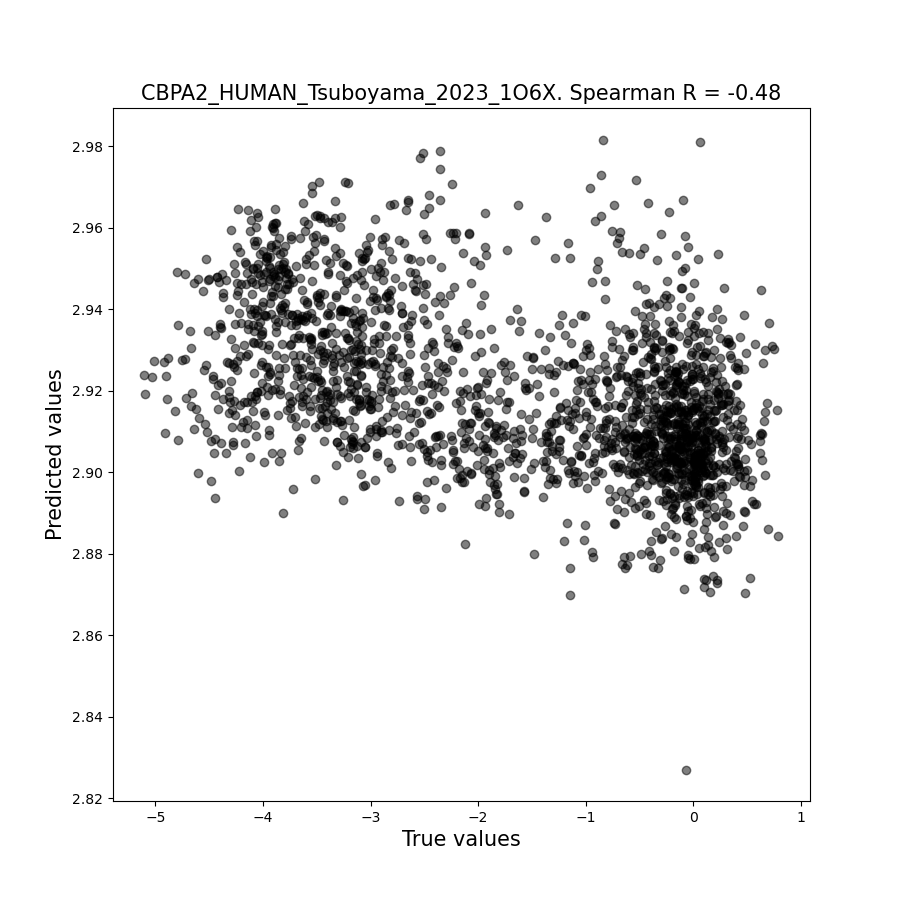 CBPA2_HUMAN_Tsuboyama_2023_1O6X. Spearman R = -0.48
2.98
2.96
2.94
2.92
2.90
2.88
2.86
2.84
2.82
Predicted values
−5 −4 −3 −2 −1 0 1
True values